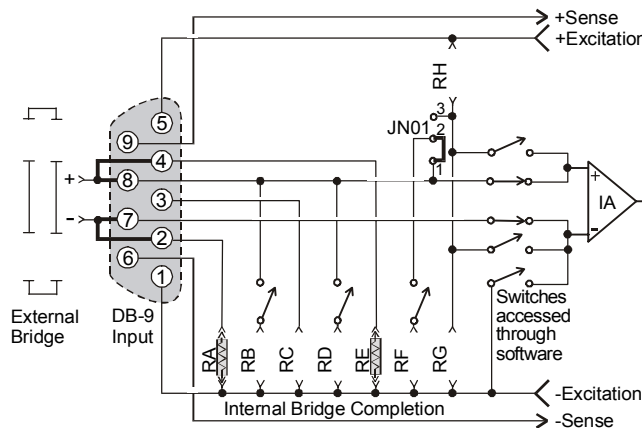 +Sense
+Excitation
RH
3
JN01
2
1
5
9
4
+
8
3
-
7
2
6
1
+
IA
-
External
Bridge
DB-9
Input
RA
RB
RC
RD
RE
RF
RG
Switches
accessed
through
software
Internal Bridge Completion
-Excitation
-Sense